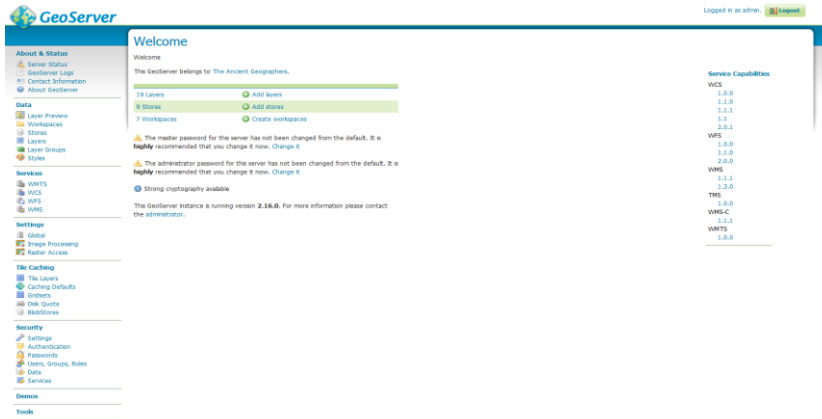 GeoServer
Logged in as admin. Logout
About & Status
Server Status
GeoServer Logs
Contact Information
About GeoServer
Data
Layer Preview
Workspaces
Stores
Layers
Layer Groups
Styles
Services
WMTS
WCS
WFS
WMS
Settings
Global
Image Processing
Raster Access
Tile Caching
Tile Layers
Caching Defaults
Gridsets
Disk Quota
BlobStores
Security
Settings
Authentication
Passwords
Users, Groups, Roles
Data
Services
Demos
Tools
Welcome
Welcome
This GeoServer belongs to The Ancient Geographers.
19 Layers Add layers
9 Stores Add stores
7 Workspaces Create workspaces
The master password for this server has not been changed from the default. It is
highly recommended that you change it now. Change it
The administrator password for this server has not been changed from the default. It is
highly recommended that you change it now. Change it
Strong cryptography available
This GeoServer instance is running version 2.16.0. For more information please contact
the administrator.
Service Capabilities
WCS
1.0.0
1.1.0
1.1.1
1.1
2.0.1
WFS
1.0.0
1.1.0
2.0.0
WMS
1.1.1
1.3.0
TMS
1.0.0
WMS-C
1.1.1
WMTS
1.0.0